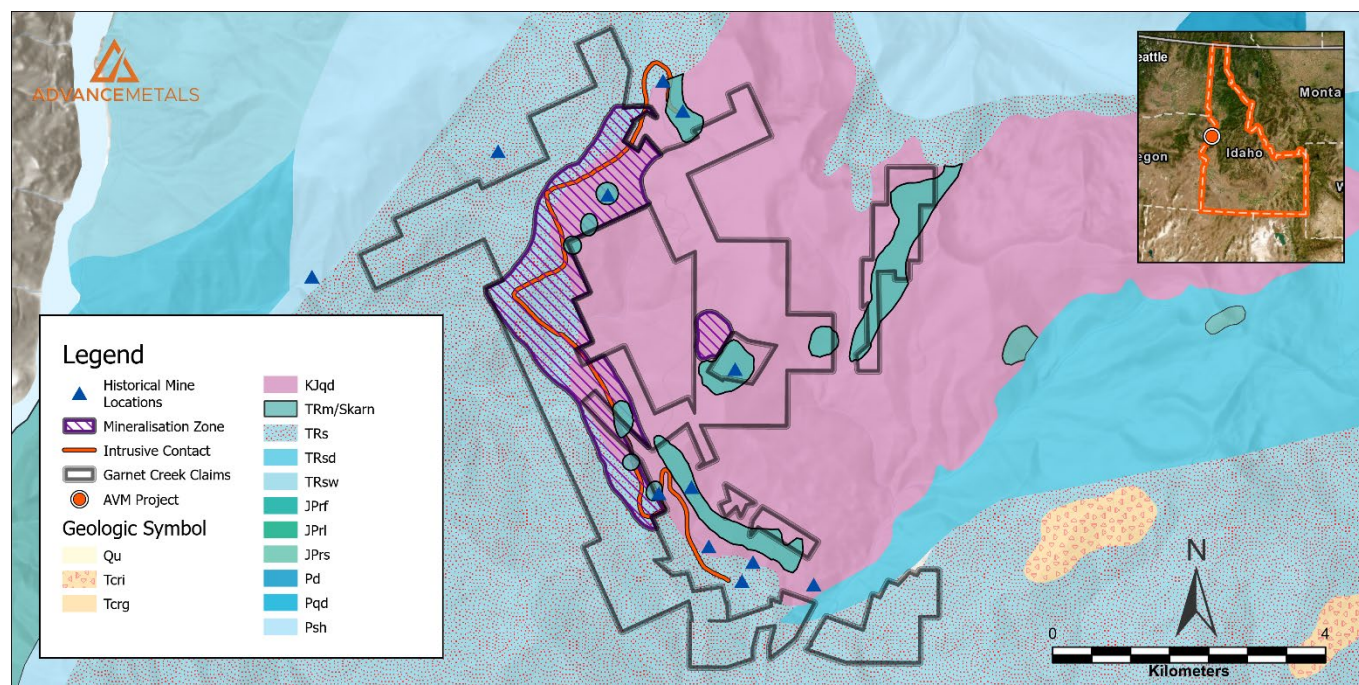 ADVANCEMETALS
eattle
Monta
egon
Idaho
W
Legend
Historical Mine
Locations
Mineralisation Zone
Intrusive Contact
Garnet Creek Claims
AVM Project
Geologic Symbol
Qu
Tcri
Tcrg
KJqd
TRm/Skarn
TRs
TRsd
TRsw
JPrf
JPrl
JPrs
Pd
Pqd
Psh
N
0 4
Kilometers